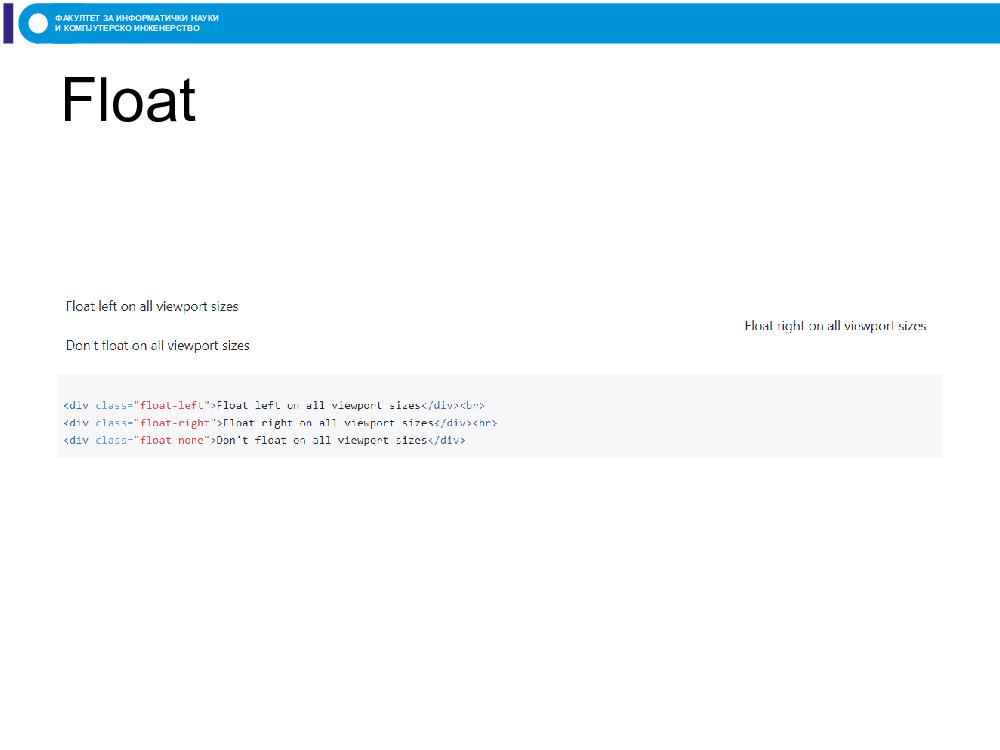 ФАКУЛТЕТ ЗА ИНФОРМАТИЧКИ НАУКИ
И КОМПЈУТЕРСКО ИНЖЕНЕРСТВО
Float
Float left on all viewport sizes
Float right on all viewport sizes
Don't float on all viewport sizes
<div class="float-left">Float left on all viewport sizes</div><br>
<div class="float-right">Float right on all viewport sizes</div><br>
<div class="float-none">Don't float on all viewport sizes</div>